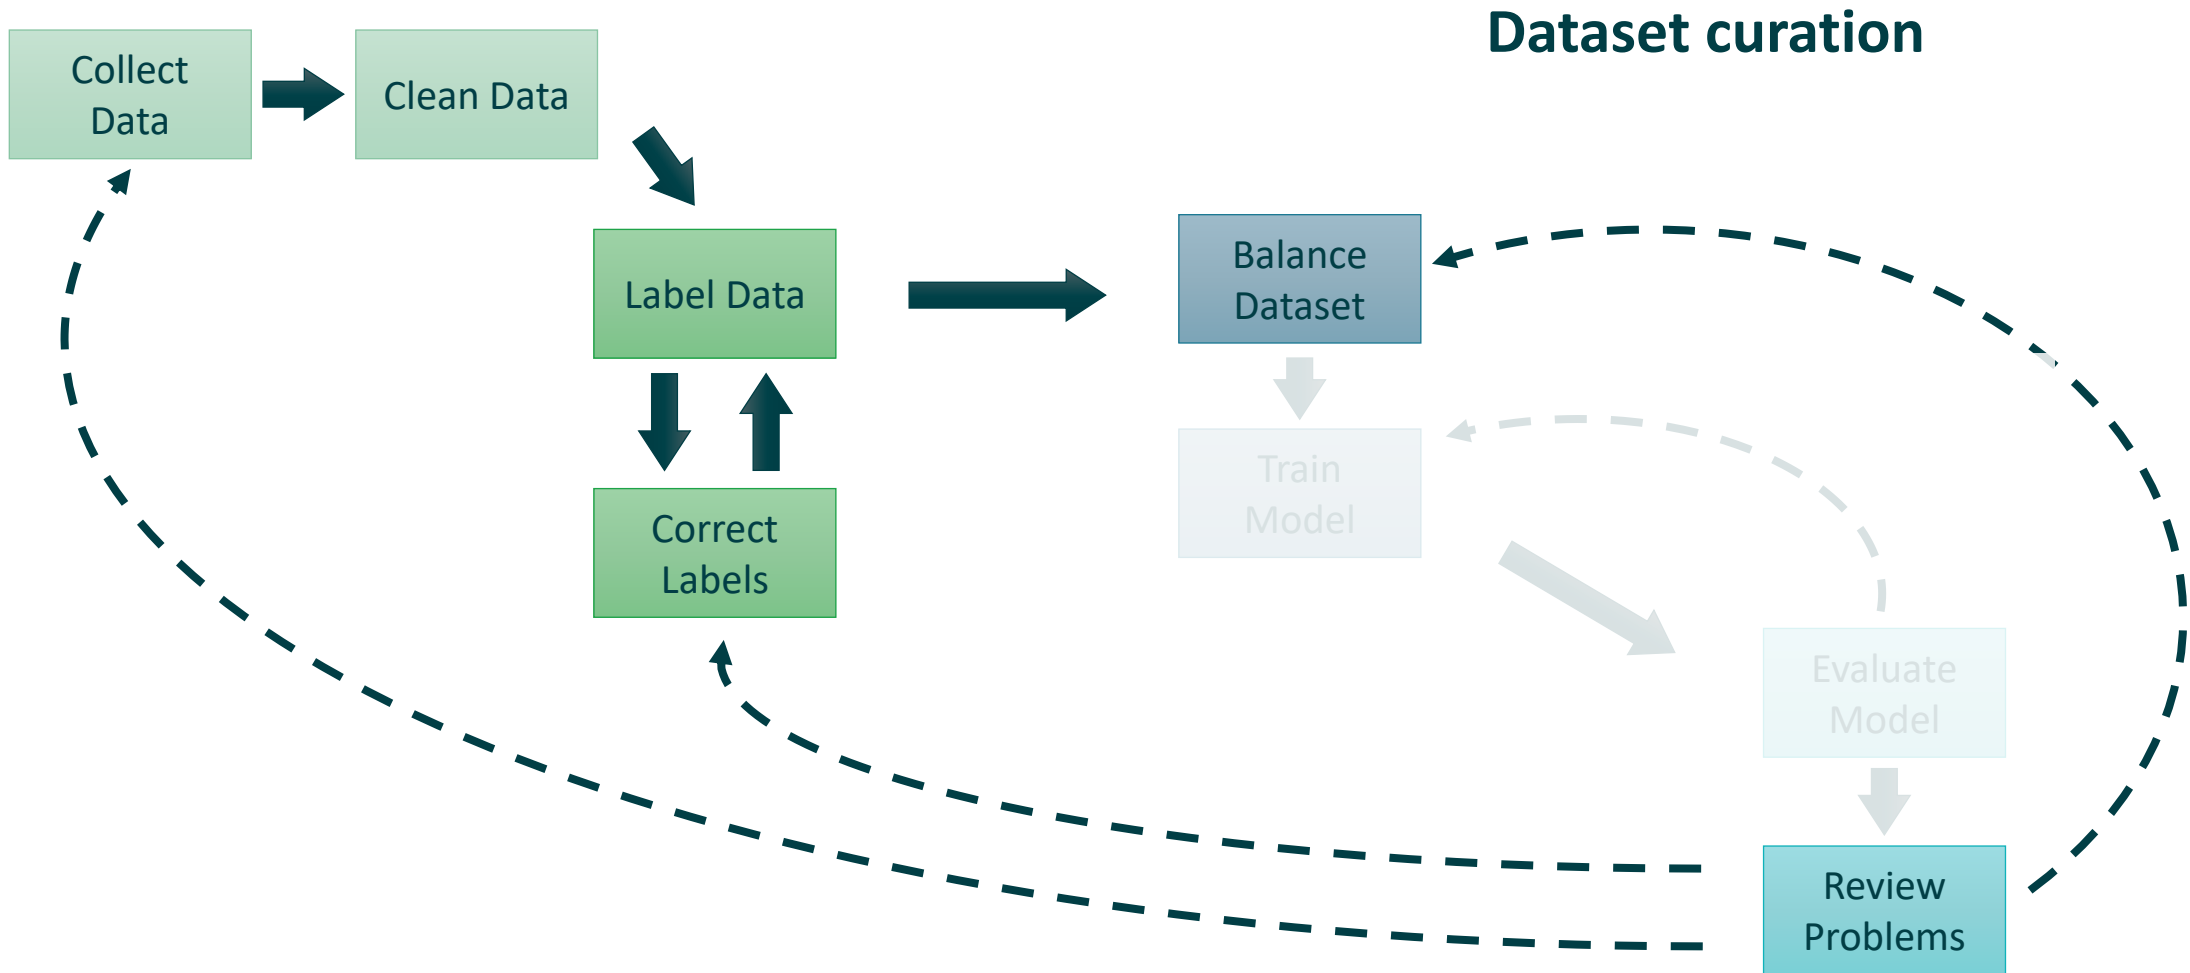 Dataset curation
Collect
Data
Clean Data
Label Data
Balance
Dataset
Train
Model
Correct
Labels
Evaluate
Model
Review
Problems